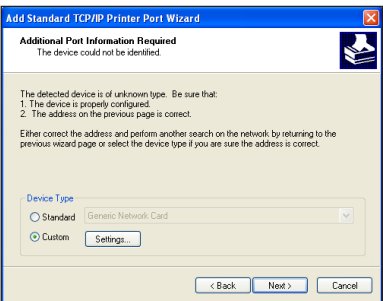 Add Standard TCP/IP Printer Port Wizard
Additional Port Information Required
The device could not be identified.
The detected device is of unknown type. Be sure that:
1. The device is properly configured.
2. The address on the previous page is correct.
Either correct the address and perform another search on the network by returning to the
previous wizard page or select the device type if you are sure the address is correct.
Device Type
Standard
Generic Network Card
Custom
Settings...
< Back
Next >
Cancel